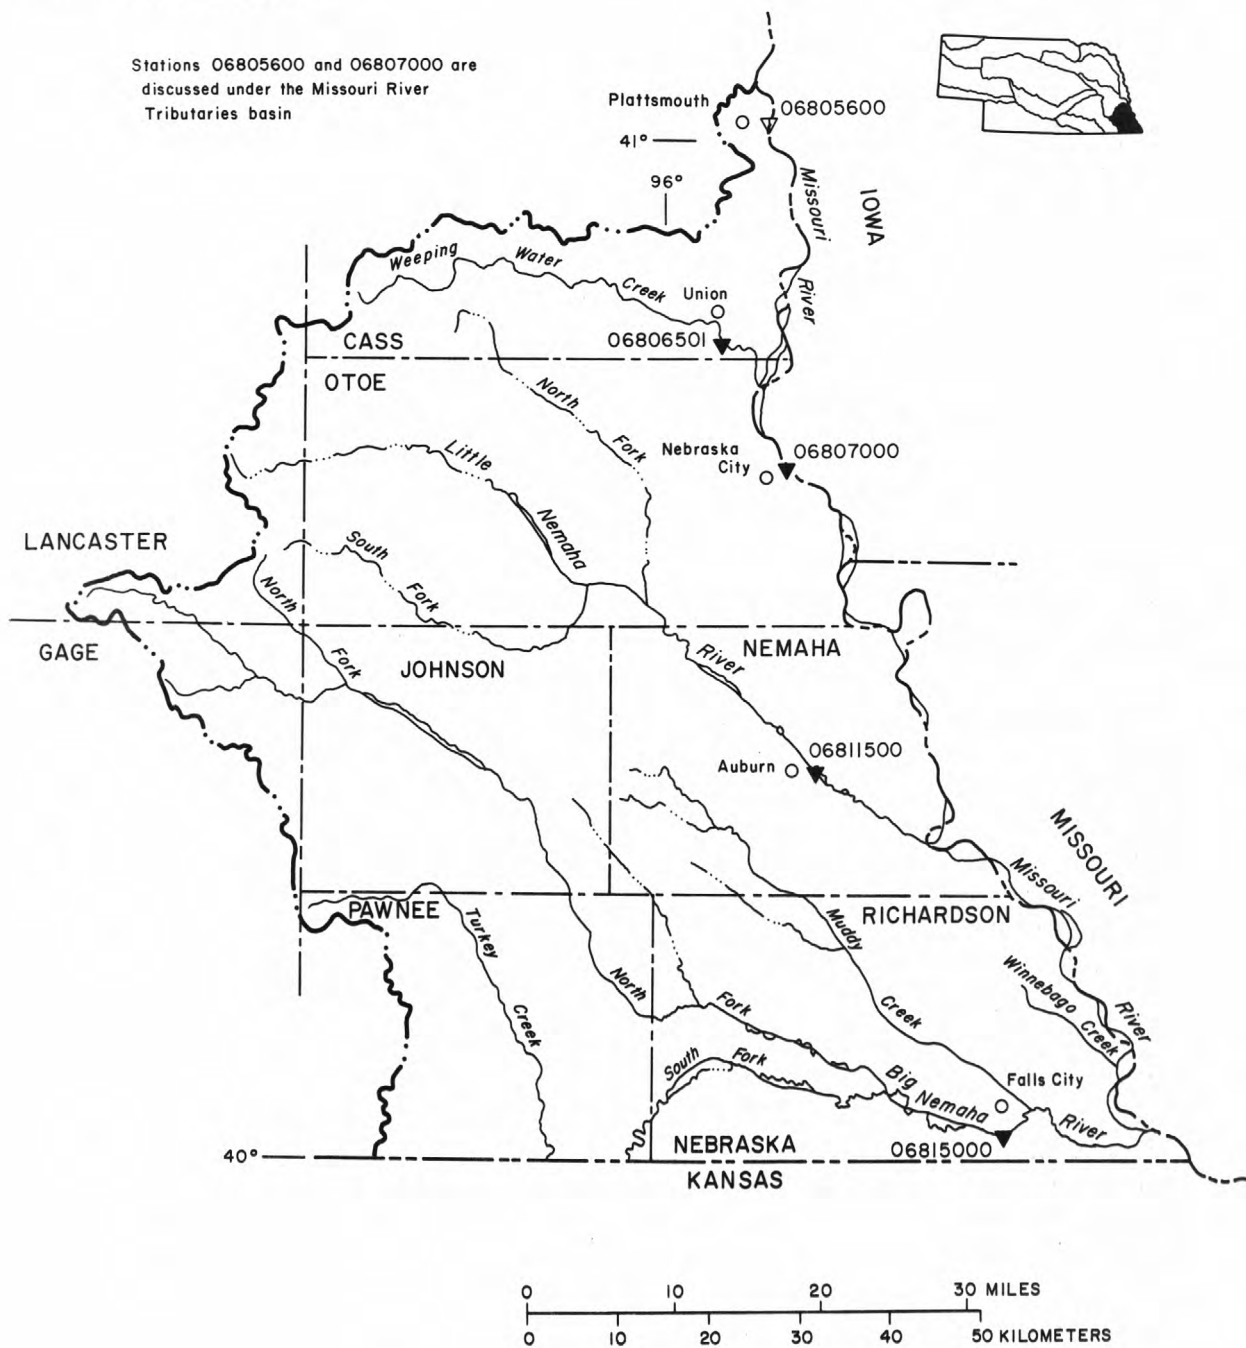 Stations 06805600 and 06807000 are
discussed under the Missouri River
Tributaries basin
Plattsmouth
06805600
41°
96°
Missouri
River
IOWA
Weeping Water Creek
Union
06806501
CASS
OTOE
North Fork
Little Nemaha
Nebraska
City
06807000
LANCASTER
South Fork
North Fork
GAGE
JOHNSON
River
NEMAHA
Auburn
06811500
MISSOURI
Missouri
River
PAWNEE
Turkey Creek
RICHARDSON
Muddy Creek
Winnebago Creek
North Fork
South Fork
Big Nemaha River
Falls City
06815000
40°
NEBRASKA
KANSAS
0 10 20 30 MILES
0 10 20 30 40 50 KILOMETERS